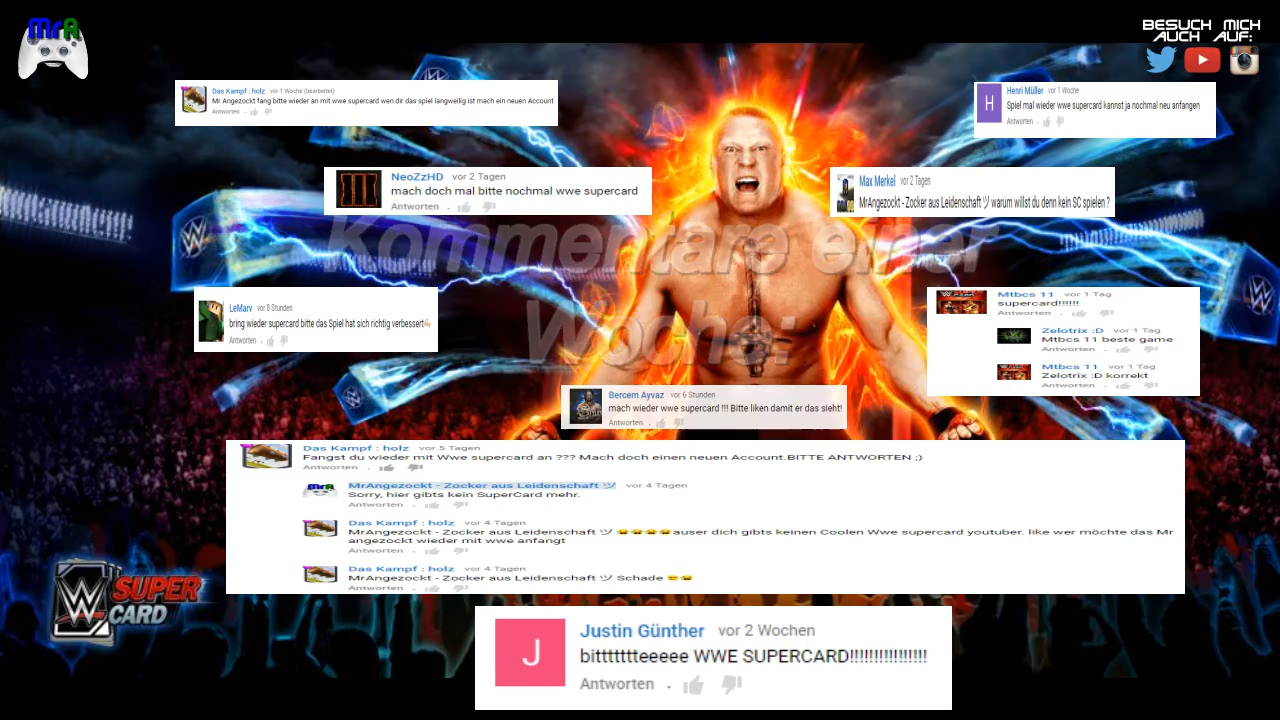 MrA
BESUCH MICH
AUCH AUF:
Das Kampf : holz vor 1 Woche (bearbeitet)
Mr Angezockt fang bitte wieder an mit wwe supercard wen dir das spiel langweilig ist mach ein neuen Account
Antworten
Henri Müller vor 1 Woche
Spiel mal wieder wwe supercard kannst ja nochmal neu anfangen
Antworten
NeoZzHD vor 2 Tagen
mach doch mal bitte nochmal wwe supercard
Antworten
Max Merkel vor 2 Tagen
MrAngezockt - Zocker aus Leidenschaft ツ warum willst du denn kein SC spielen ?
Kommentare einer
Woche:
LeMarv vor 8 Stunden
bring wieder supercard bitte das Spiel hat sich richtig verbessert👊🏻
Antworten
Mtbcs 11 vor 1 Tag
supercard!!!!!!
Antworten
Zelotrix :D vor 1 Tag
Mtbcs 11 beste game
Antworten
Mtbcs 11 vor 1 Tag
Zelotrix :D korrekt
Antworten
Bercem Ayvaz vor 6 Stunden
mach wieder wwe supercard !!! Bitte liken damit er das sieht!
Antworten
Das Kampf : holz vor 5 Tagen
Fangst du wieder mit Wwe supercard an ??? Mach doch einen neuen Account.BITTE ANTWORTEN ;)
Antworten
MrAngezockt - Zocker aus Leidenschaft ツ vor 4 Tagen
Sorry, hier gibts kein SuperCard mehr.
Antworten
Das Kampf : holz vor 4 Tagen
MrAngezockt - Zocker aus Leidenschaft ツ 😫😫😫😫auser dich gibts keinen Coolen Wwe supercard youtuber. like wer möchte das Mr
angezockt wieder mit wwe anfangt
Antworten
Das Kampf : holz vor 4 Tagen
MrAngezockt - Zocker aus Leidenschaft ツ Schade
Antworten
W SUPER
CARD
Justin Günther vor 2 Wochen
bitttttteeeeee WWE SUPERCARD!!!!!!!!!!!!!!!!
Antworten